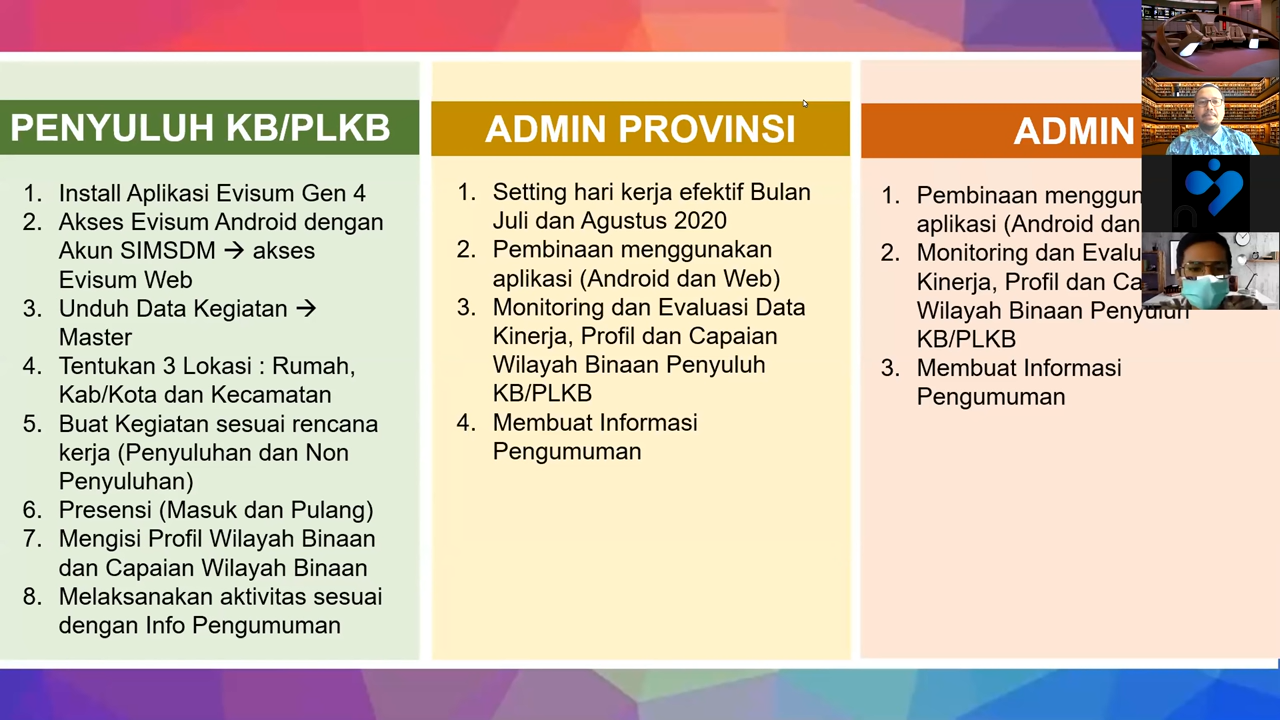 PENYULUH KB/PLKB
1. Install Aplikasi Evisum Gen 4
2. Akses Evisum Android dengan
Akun SIMSDM → akses
Evisum Web
3. Unduh Data Kegiatan →
Master
4. Tentukan 3 Lokasi : Rumah,
Kab/Kota dan Kecamatan
5. Buat Kegiatan sesuai rencana
kerja (Penyuluhan dan Non
Penyuluhan)
6. Presensi (Masuk dan Pulang)
7. Mengisi Profil Wilayah Binaan
dan Capaian Wilayah Binaan
8. Melaksanakan aktivitas sesuai
dengan Info Pengumuman
ADMIN PROVINSI
1. Setting hari kerja efektif Bulan
Juli dan Agustus 2020
2. Pembinaan menggunakan
aplikasi (Android dan Web)
3. Monitoring dan Evaluasi Data
Kinerja, Profil dan Capaian
Wilayah Binaan Penyuluh
KB/PLKB
4. Membuat Informasi
Pengumuman
ADMIN
1. Pembinaan
aplikasi (Android dan
2. Monitoring dan
Kinerja, Profil dan
Wilayah Binaan Penyuluh
KB/PLKB
3. Membuat Informasi
Pengumuman